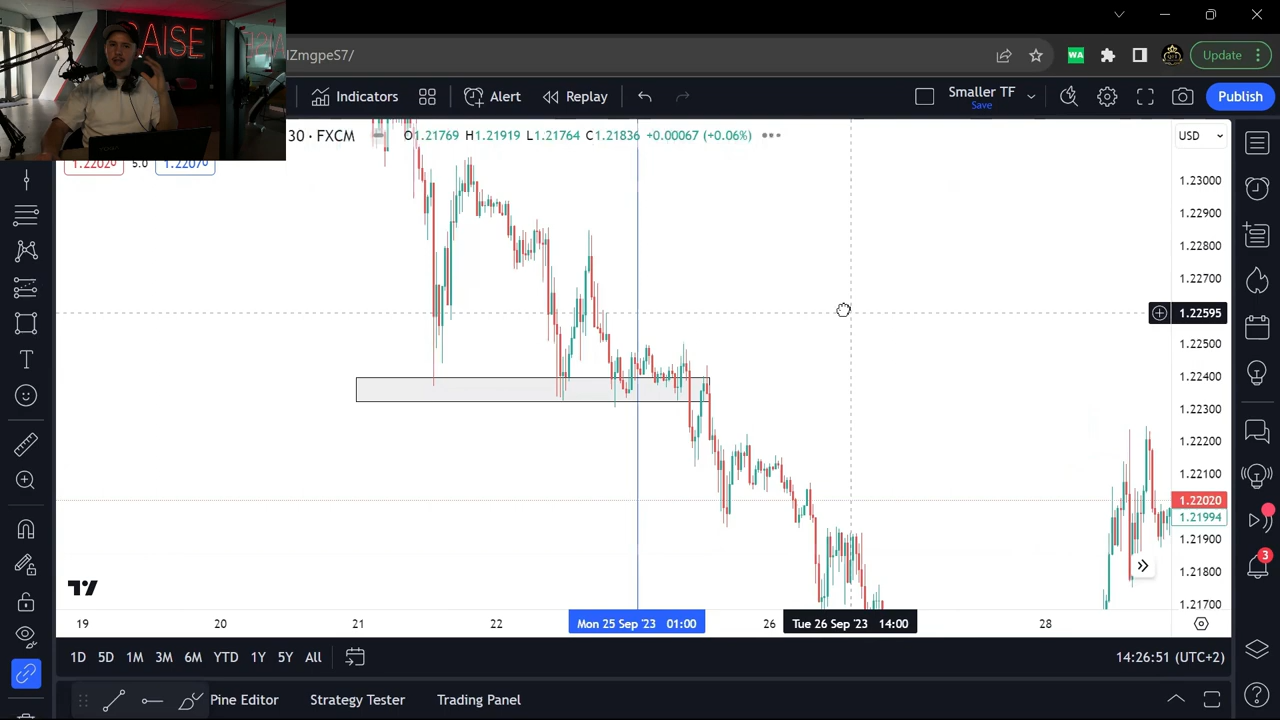 RAISE
lZmgpeS7/
WA
Update
Indicators
Alert
Replay
Smaller TF
Save
Publish
30 · FXCM
O1.21769 H1.21919 L1.21764 C1.21836 +0.00067 (+0.06%)
USD
1.22020
5.0
1.22070
1.23000
1.22900
1.22800
1.22700
1.22595
1.22500
1.22400
1.22300
1.22200
1.22100
1.22020
1.21994
1.21900
1.21800
1.21700
T
3
19
20
21
22
Mon 25 Sep '23 01:00
26
Tue 26 Sep '23 14:00
28
1D
5D
1M
3M
6M
YTD
1Y
5Y
All
14:26:51 (UTC+2)
Pine Editor
Strategy Tester
Trading Panel